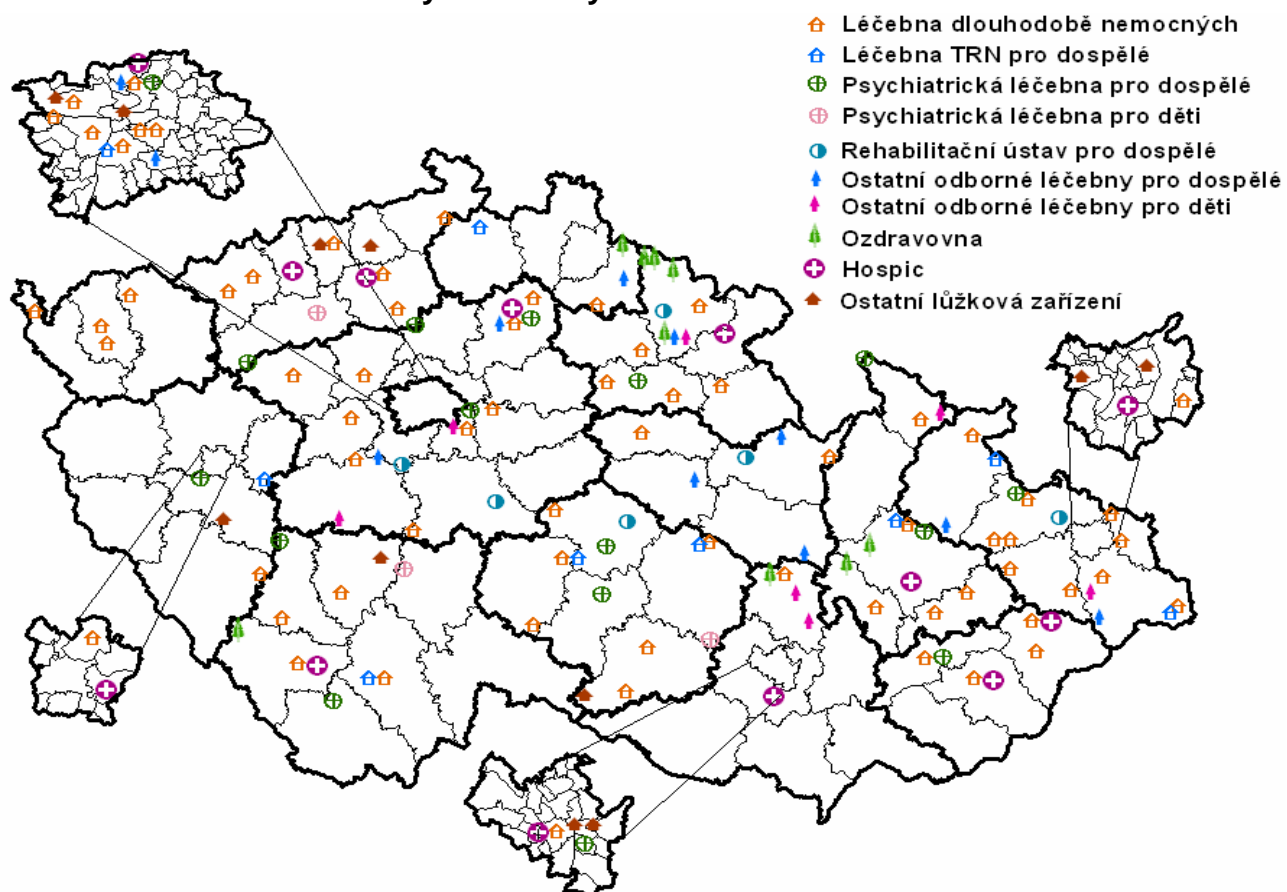 Léčebna dlouhodobě nemocných
Léčebna TRN pro dospělé
Psychiatrická léčebna pro dospělé
Psychiatrická léčebna pro děti
Rehabilitační ústav pro dospělé
Ostatní odborné léčebny pro dospělé
Ostatní odborné léčebny pro děti
Ozdravovna
Hospic
Ostatní lůžková zařízení